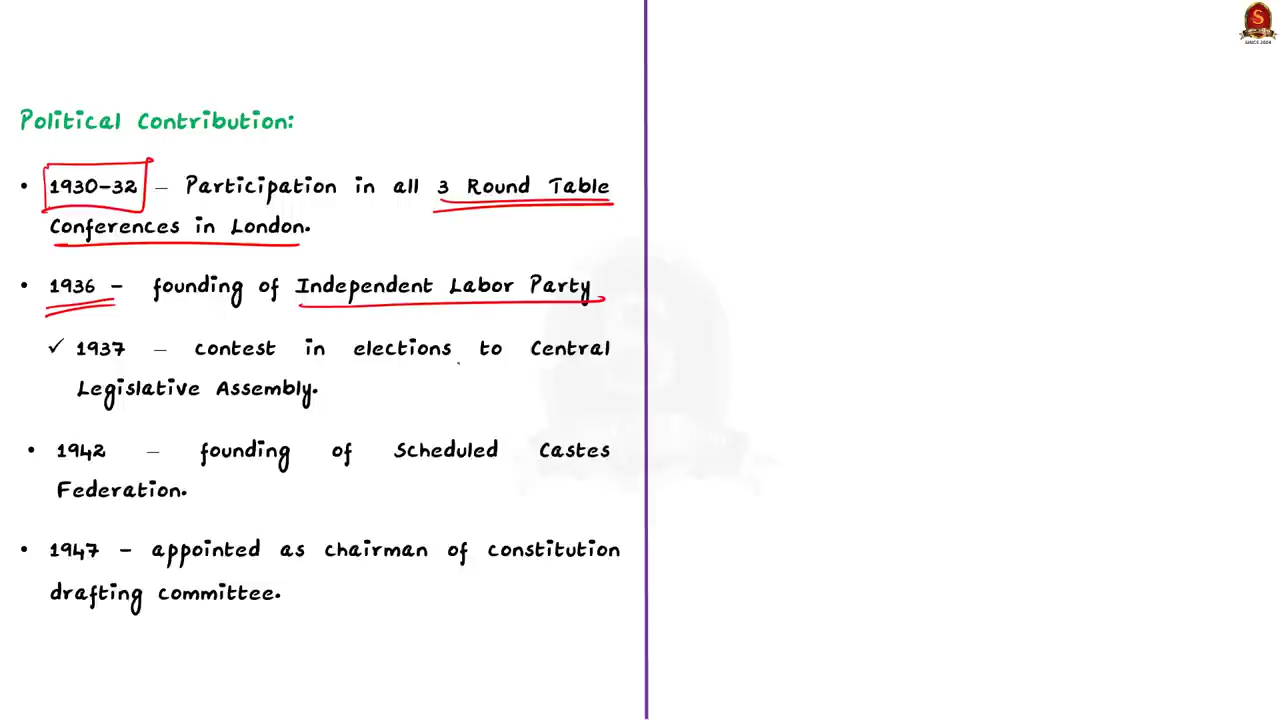 S
SINCE 2004
Political Contribution:
• 1930-32 – Participation in all 3 Round Table
Conferences in London.
• 1936 - founding of Independent Labor Party
✓ 1937 – contest in elections to Central
Legislative Assembly.
• 1942 – founding of Scheduled Castes
Federation.
• 1947 - appointed as chairman of constitution
drafting committee.